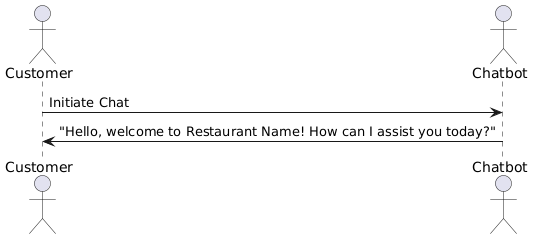 Customer Chatbot
Initiate Chat
"Hello, welcome to Restaurant Name! How can I assist you today?"
Customer Chatbot